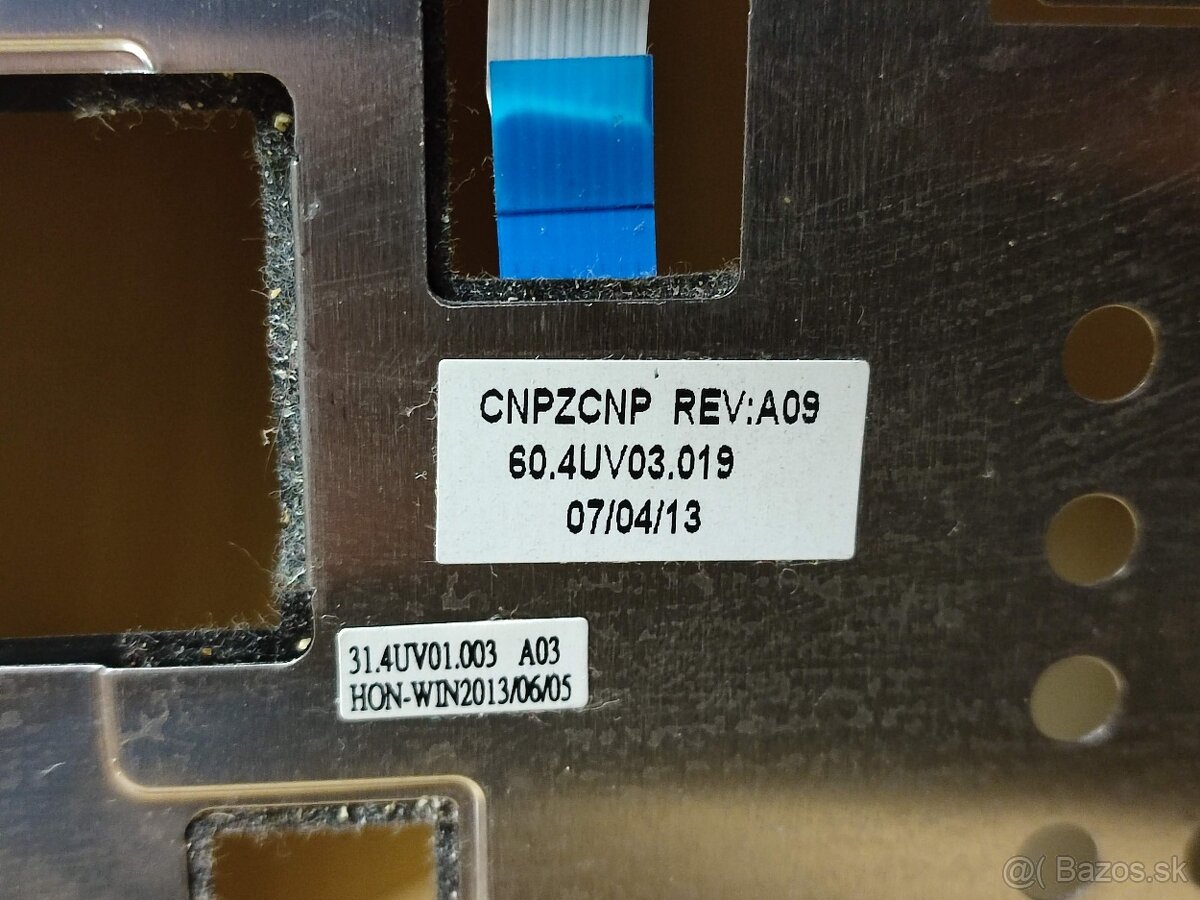 CNPZCNP REV:A09
60.4UV03.019
07/04/13
31.4UV01.003 A03
HON-WIN2013/06/05
@( Bazos.sk